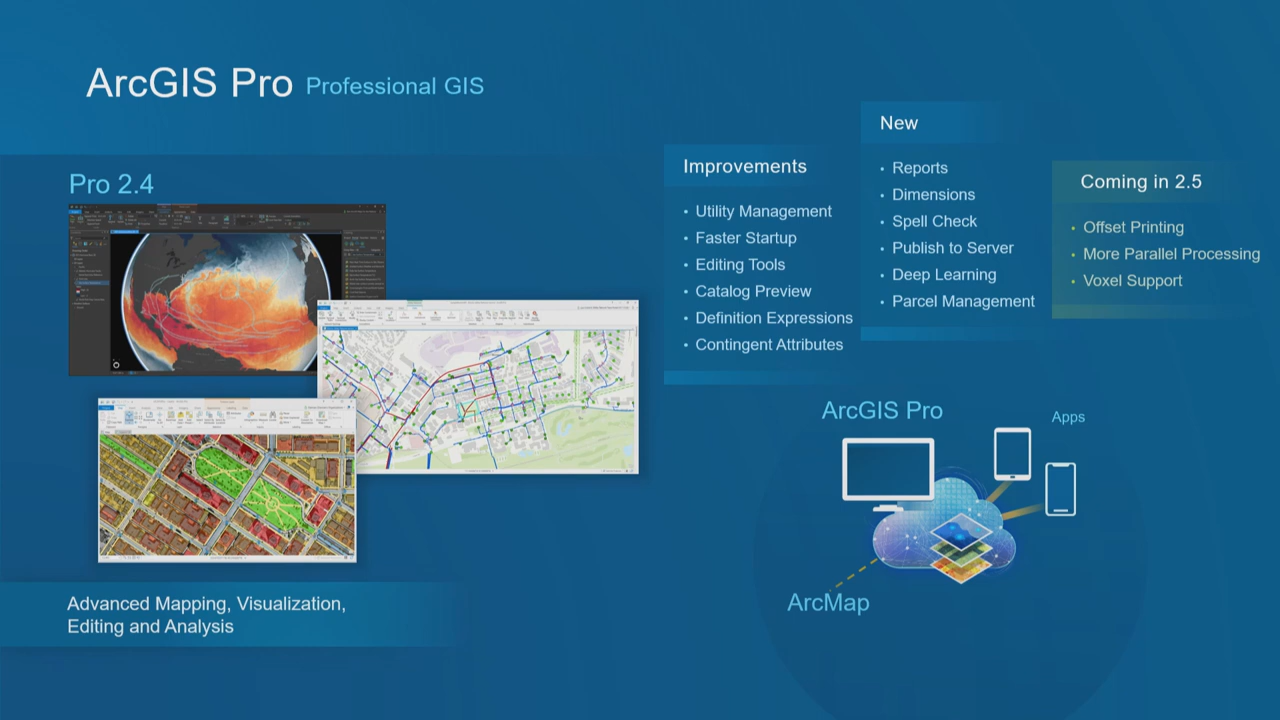 ArcGIS Pro Professional GIS
Pro 2.4
Advanced Mapping, Visualization,
Editing and Analysis
Improvements
• Utility Management
• Faster Startup
• Editing Tools
• Catalog Preview
• Definition Expressions
• Contingent Attributes
New
• Reports
• Dimensions
• Spell Check
• Publish to Server
• Deep Learning
• Parcel Management
Coming in 2.5
• Offset Printing
• More Parallel Processing
• Voxel Support
ArcGIS Pro
Apps
ArcMap